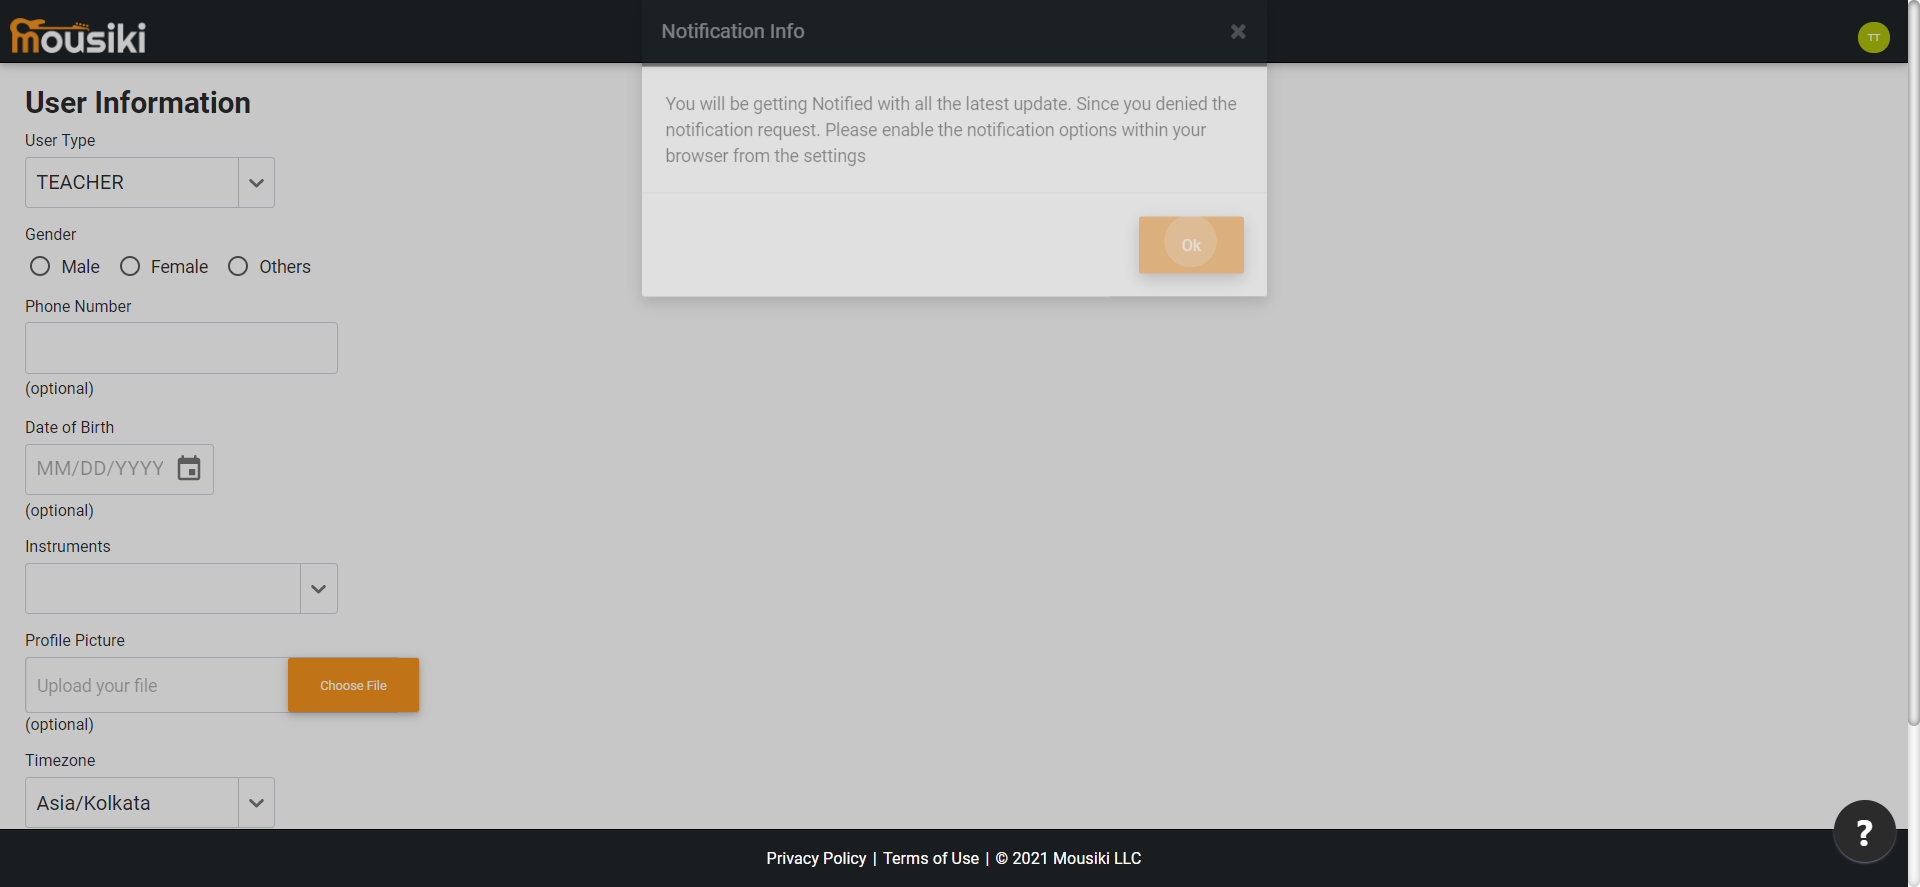 mousiki
Notification Info
TT
You will be getting Notified with all the latest update. Since you denied the
notification request. Please enable the notification options within your
browser from the settings
Ok
User Information
User Type
TEACHER
Gender
Male Female Others
Phone Number
(optional)
Date of Birth
MM/DD/YYYY
(optional)
Instruments
Profile Picture
Upload your file Choose File
(optional)
Timezone
Asia/Kolkata
?
Privacy Policy | Terms of Use | © 2021 Mousiki LLC